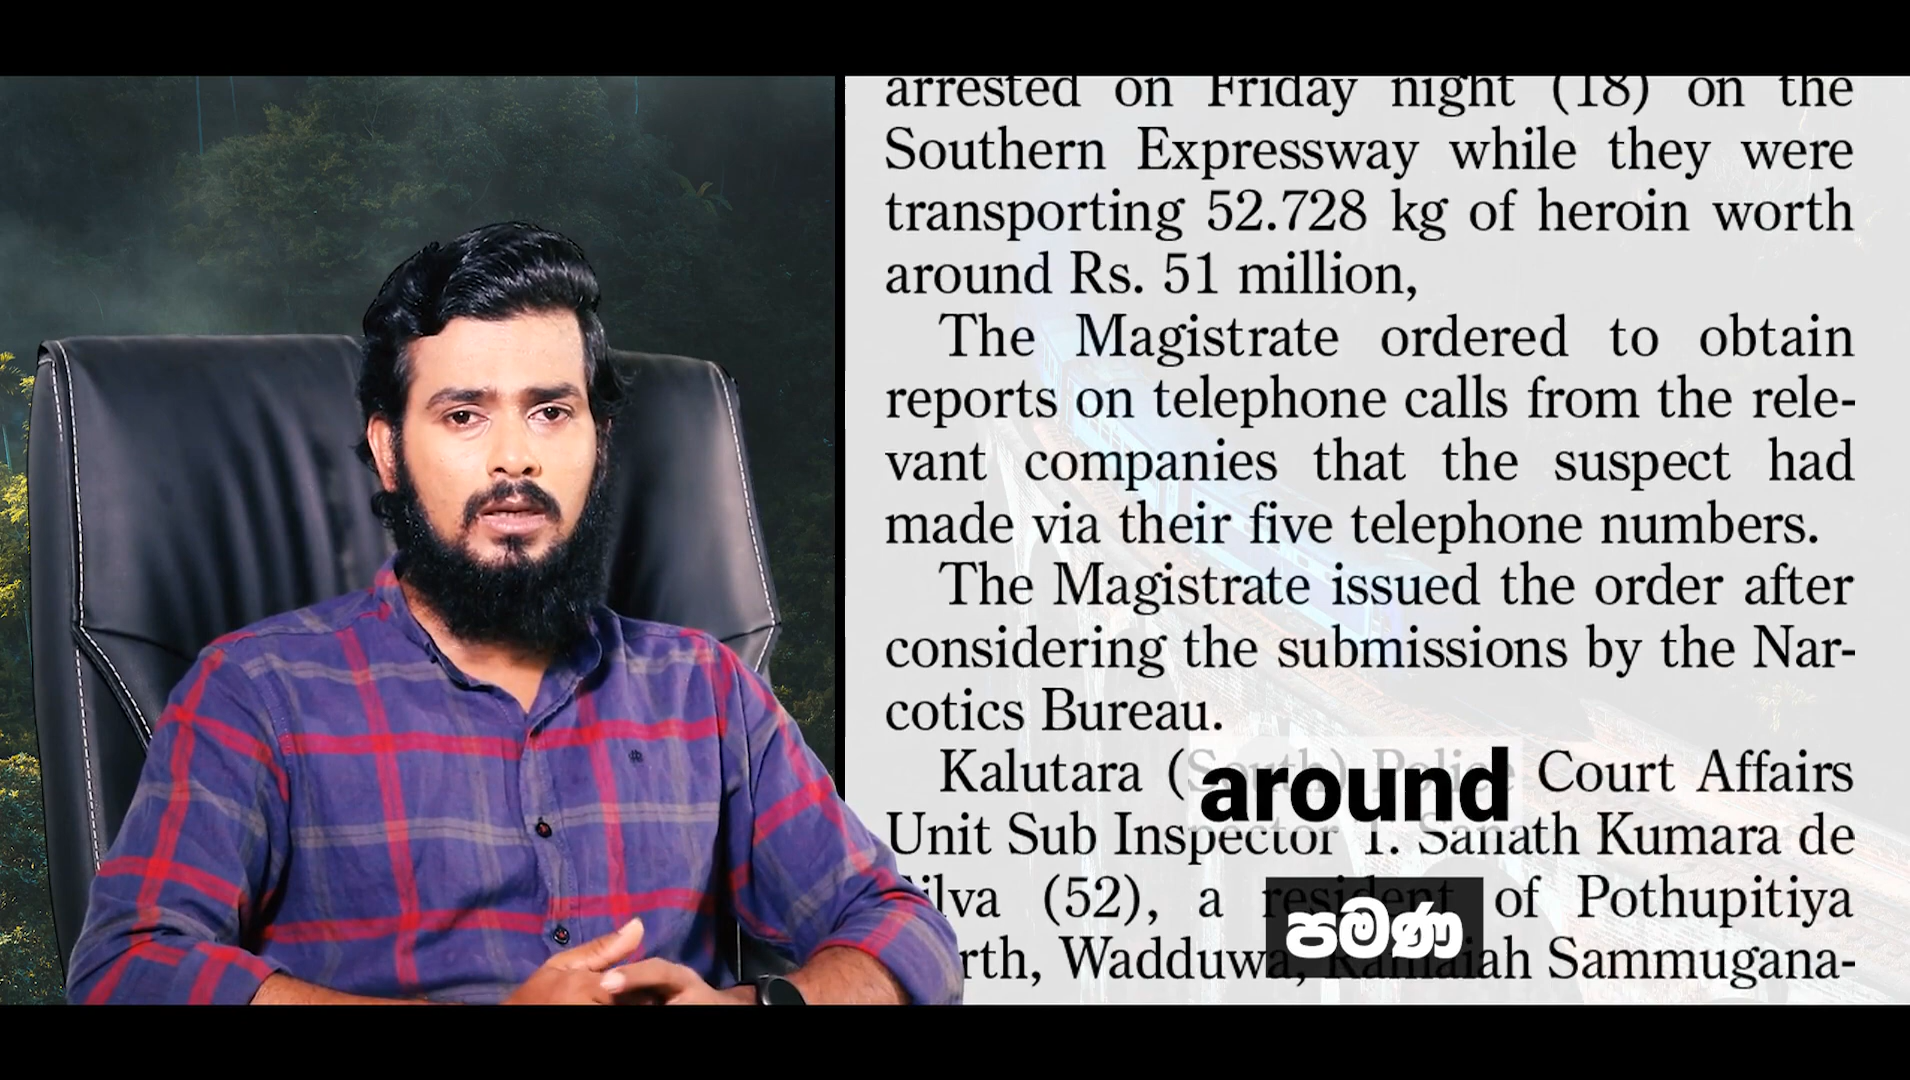 arrested on Friday night (18) on the
Southern Expressway while they were
transporting 52.728 kg of heroin worth
around Rs. 51 million,
The Magistrate ordered to obtain
reports on telephone calls from the rele-
vant companies that the suspect had
made via their five telephone numbers.
The Magistrate issued the order after
considering the submissions by the Nar-
cotics Bureau.
Kalutara (South) Police Court Affairs
around
Unit Sub Inspector T. Sanath Kumara de
(52), a resident of Pothupitiya
පමණ
Wadduwa, Ramaiah Sammugana-